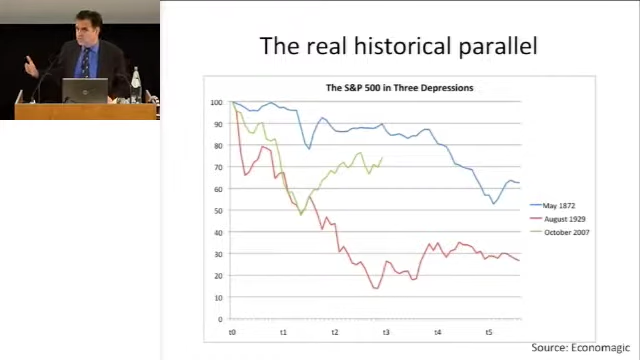 The real historical parallel
The S&P 500 in Three Depressions
100
90
80
70
60
50
40
30
20
10
0
t0 t1 t2 t3 t4 t5
May 1872
August 1929
October 2007
Source: Economagic